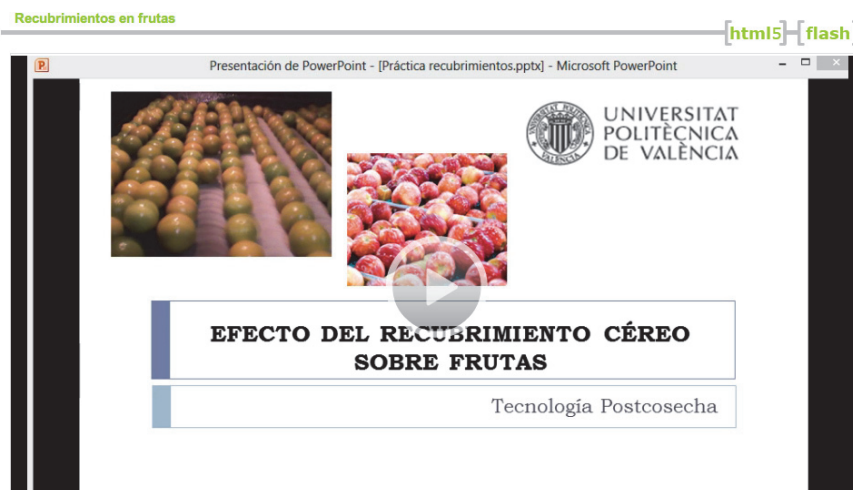 Recubrimientos en frutas
[html5] [flash]
Presentación de PowerPoint - [Práctica recubrimientos.pptx] - Microsoft PowerPoint
UNIVERSITAT
POLITÈCNICA
DE VALÈNCIA
EFECTO DEL RECUBRIMIENTO CÉREO
SOBRE FRUTAS
Tecnología Postcosecha